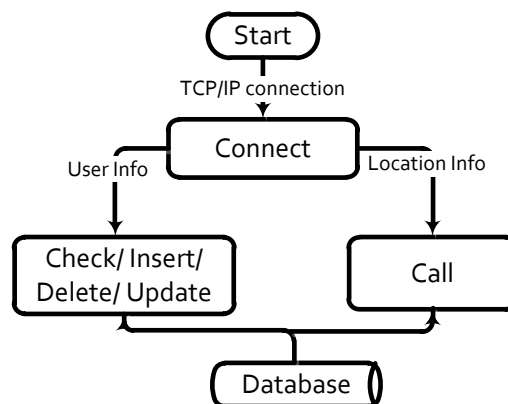 Start
TCP/IP connection
Connect
User Info
Location Info
Check/ Insert/
Delete/ Update
Call
Database